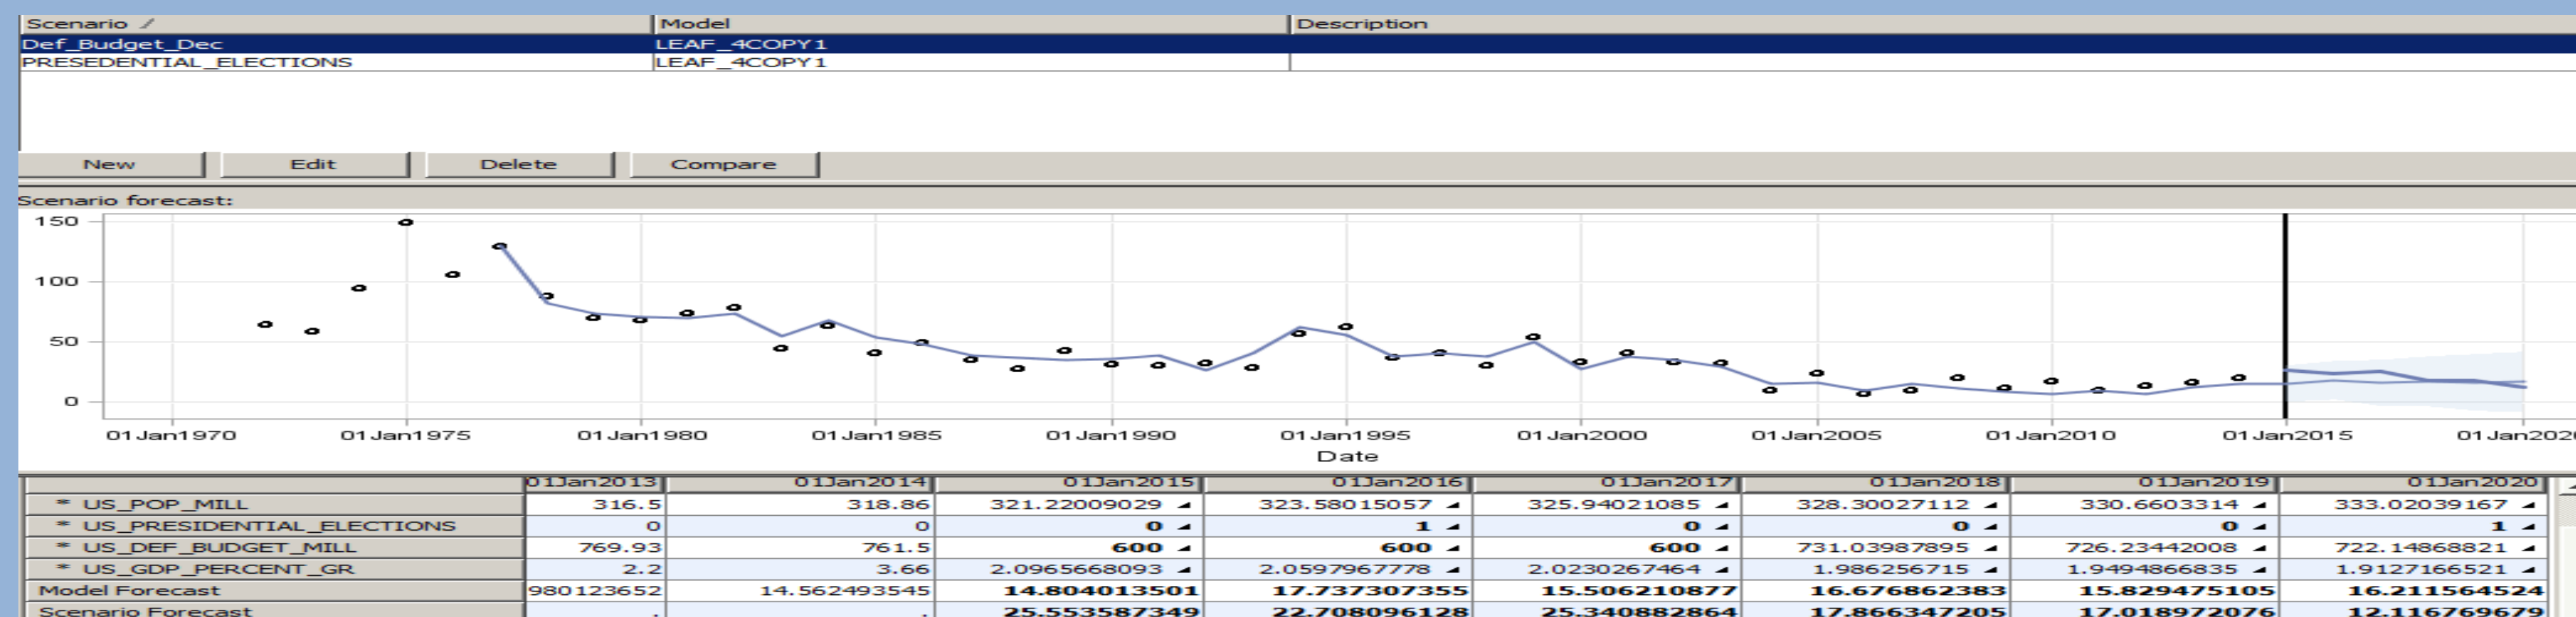 Scenario Model Description
Def_Budget_Dec LEAF_4COPY1
PRESEDENTIAL_ELECTIONS LEAF_4COPY1
New Edit Delete Compare
Scenario forecast:
150
100
50
0
01Jan1970 01Jan1975 01Jan1980 01Jan1985 01Jan1990 01Jan1995 01Jan2000 01Jan2005 01Jan2010 01Jan2015 01Jan202
Date
01Jan2013 01Jan2014 01Jan2015 01Jan2016 01Jan2017 01Jan2018 01Jan2019 01Jan2020
* US_POP_MILL 316.5 318.86 321.22009029 323.58015057 325.94021085 328.30027112 330.6603314 333.02039167
* US_PRESIDENTIAL_ELECTIONS 0 0 0 1 0 0 0 1
* US_DEF_BUDGET_MILL 769.93 761.5 600 600 600 731.03987895 726.23442008 722.14868821
* US_GDP_PERCENT_GR 2.2 3.66 2.0965668093 2.0597967778 2.0230267464 1.986256715 1.9494866835 1.9127166521
Model Forecast 980123652 14.562493545 14.804013501 17.737307355 15.506210877 16.676862383 15.829475105 16.211564524
Scenario Forecast . . 25.553587349 22.708096128 25.340882864 17.866347205 17.018972076 12.116769679